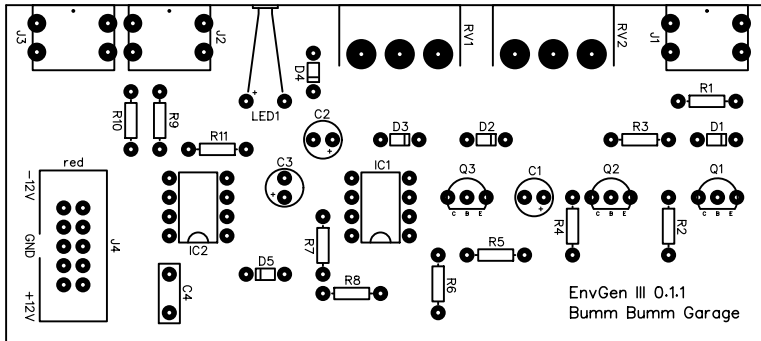 J3
J2
RV1
RV2
J1
D4
LED1
R1
R10
R9
C2
R11
D3
D2
R3
D1
red
C3
IC1
Q3
C1
Q2
Q1
-12V
C B E
C B E
C B E
GND
J4
IC2
R7
R4
R2
R5
D5
R6
R8
C4
+12V
EnvGen III 0.1.1
Bumm Bumm Garage